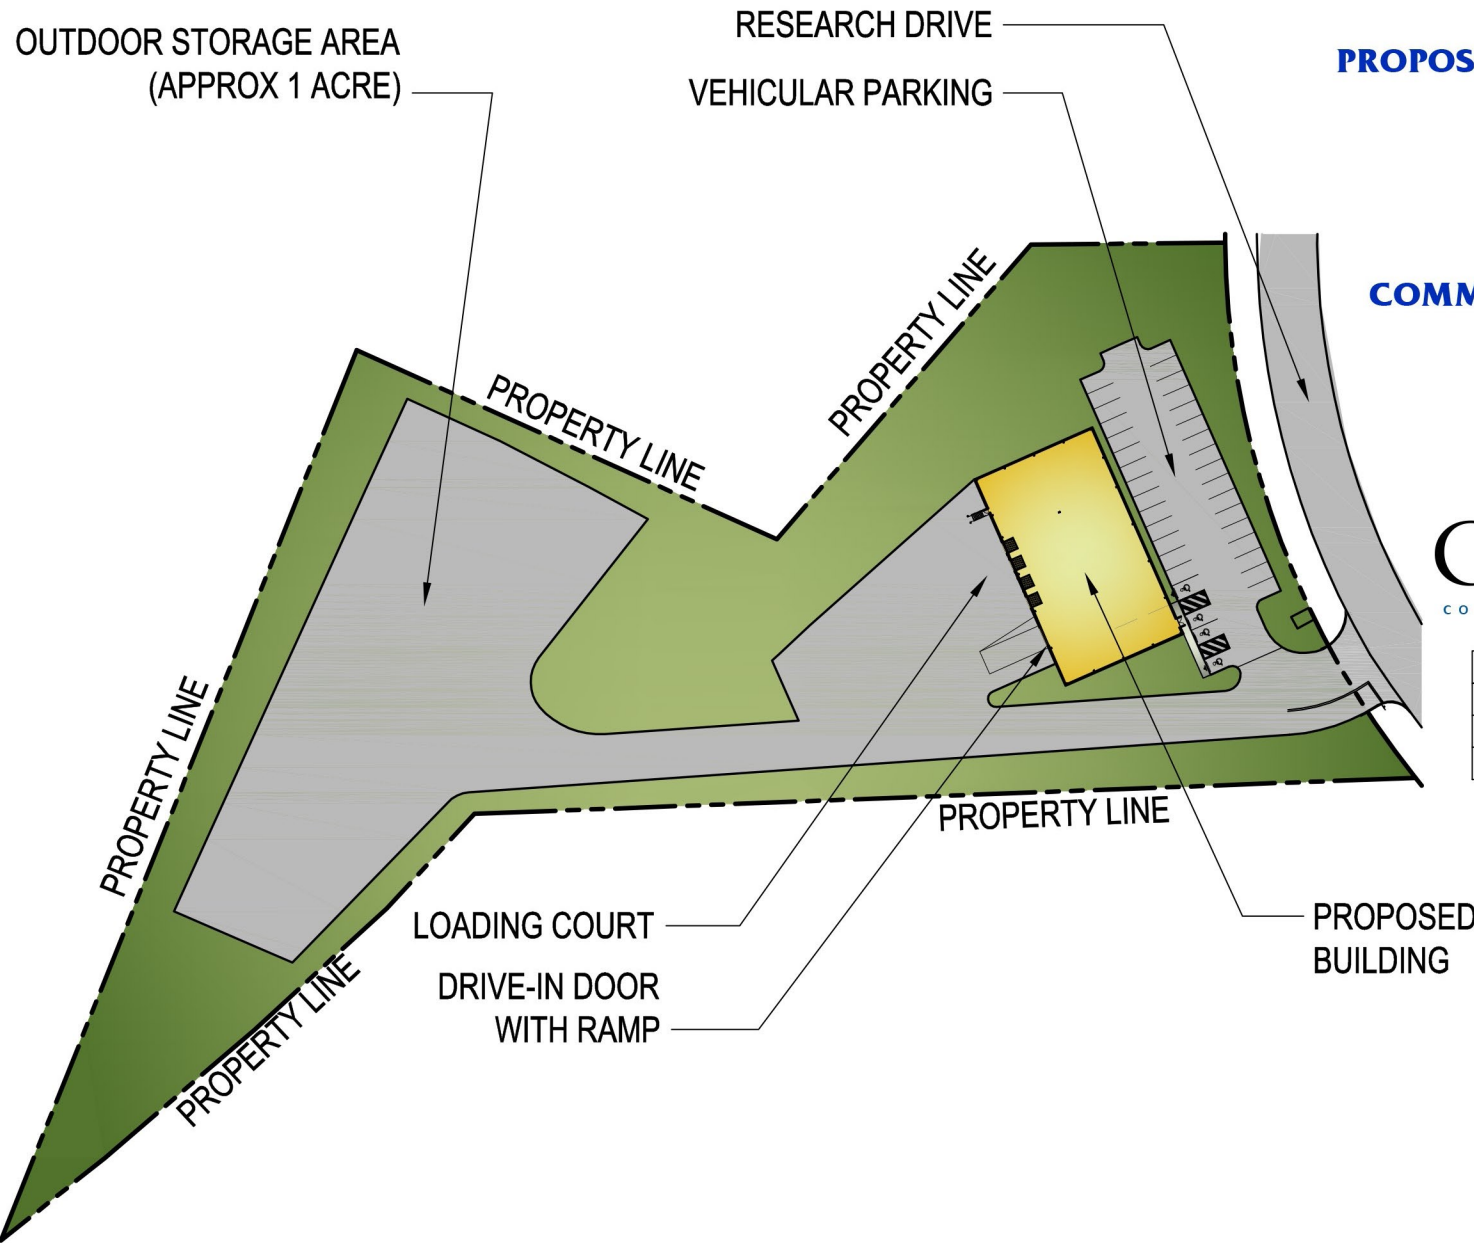 OUTDOOR STORAGE AREA
(APPROX 1 ACRE)
RESEARCH DRIVE
VEHICULAR PARKING
PROPOS
COMM
PROPERTY LINE
PROPERTY LINE
PROPERTY LINE
PROPERTY LINE
PROPERTY LINE
C
CO
LOADING COURT
DRIVE-IN DOOR
WITH RAMP
PROPOSED
BUILDING